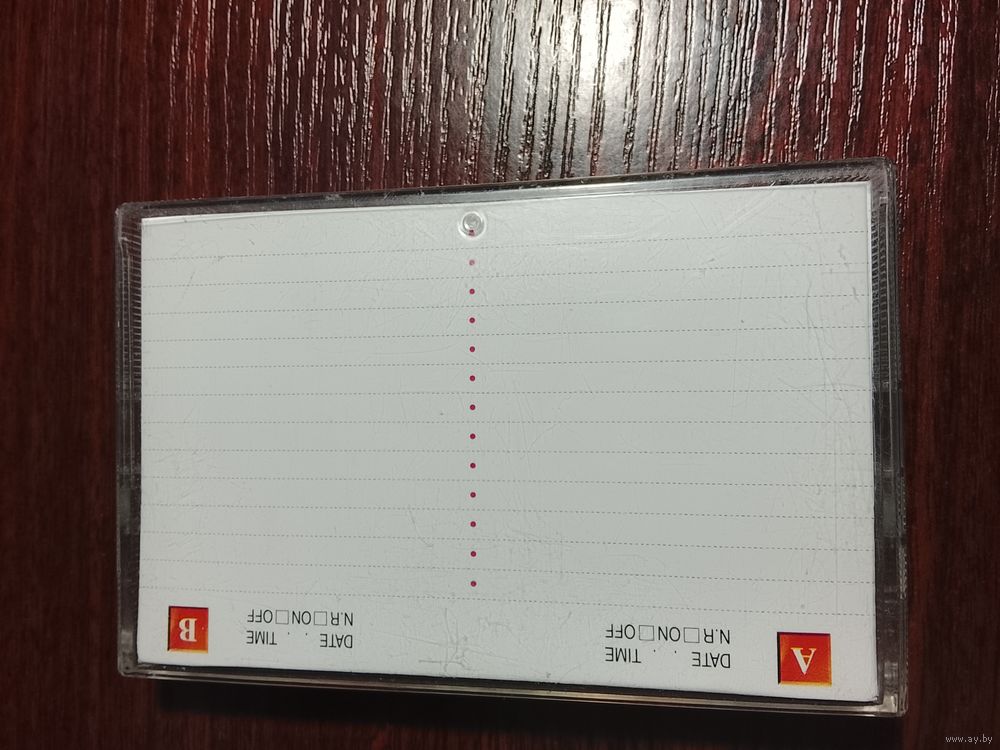 A
DATE . . TIME
N.R□ON□OFF
B
DATE . . TIME
N.R□ON□OFF
www.ay.by